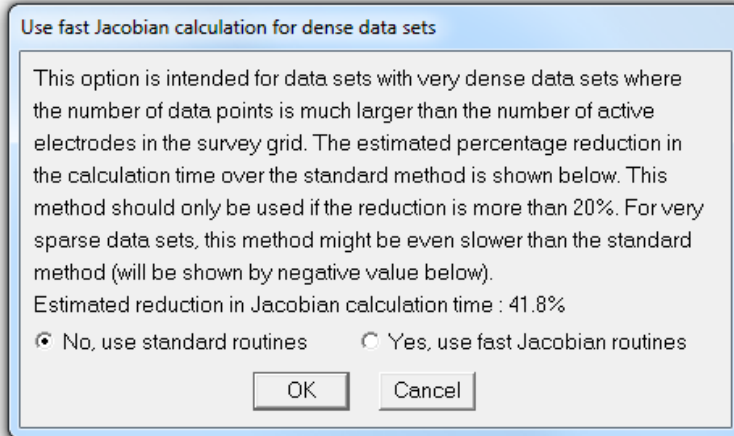 Use fast Jacobian calculation for dense data sets
This option is intended for data sets with very dense data sets where
the number of data points is much larger than the number of active
electrodes in the survey grid. The estimated percentage reduction in
the calculation time over the standard method is shown below. This
method should only be used if the reduction is more than 20%. For very
sparse data sets, this method might be even slower than the standard
method (will be shown by negative value below).
Estimated reduction in Jacobian calculation time : 41.8%
No, use standard routines Yes, use fast Jacobian routines
OK Cancel